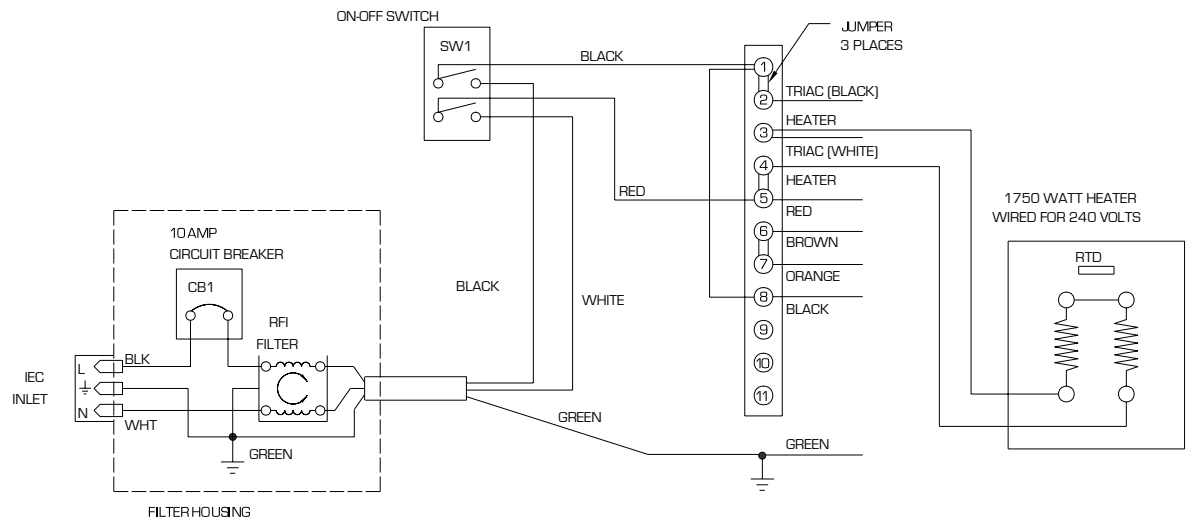 ON-OFF SWITCH
SW1
BLACK
JUMPER
3 PLACES
1
2
3
4
5
6
7
8
9
10
11
TRIAC (BLACK)
HEATER
TRIAC (WHITE)
HEATER
RED
BROWN
ORANGE
BLACK
RED
1750 WATT HEATER
WIRED FOR 240 VOLTS
RTD
10 AMP
CIRCUIT BREAKER
CB1
RFI
FILTER
BLACK
WHITE
IEC
INLET
L
N
BLK
WHT
GREEN
GREEN
GREEN
FILTER HOUSING